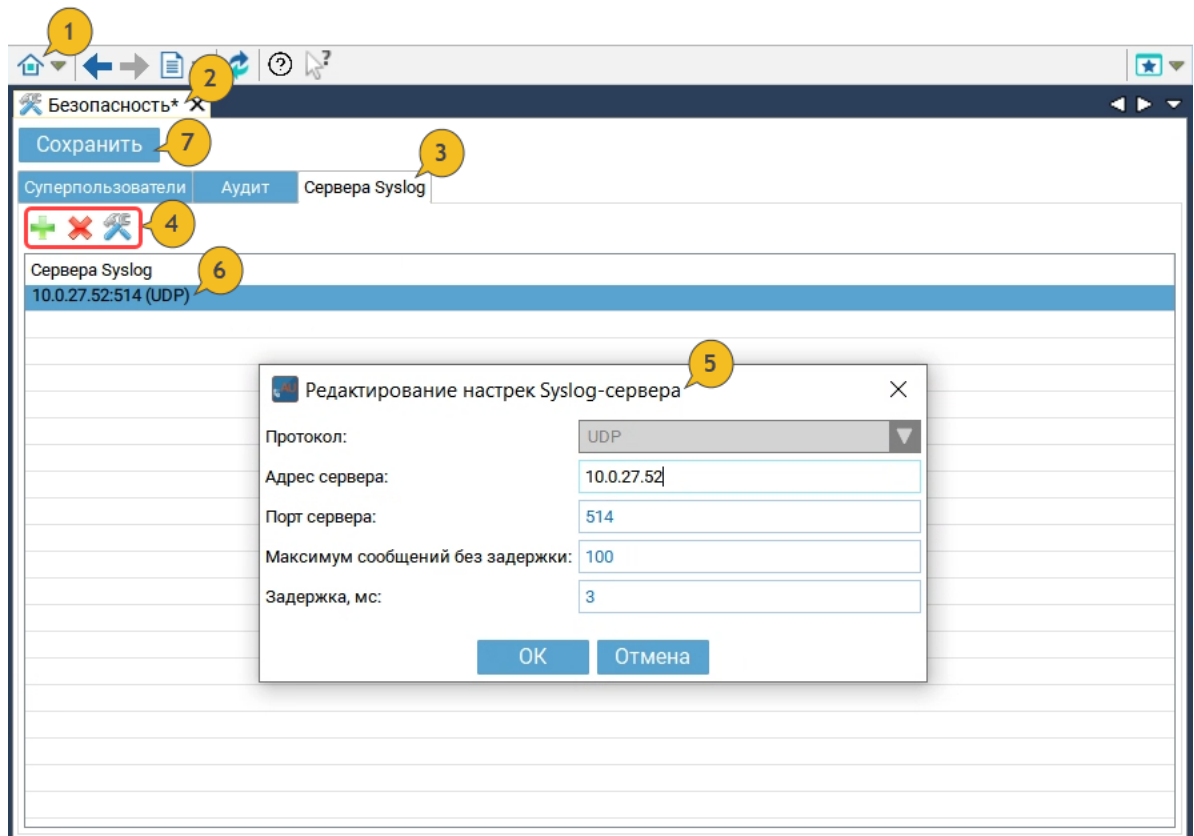 1
2
Безопасность*
Сохранить
7
3
Суперпользователи
Аудит
Сервера Syslog
4
Сервера Syslog
6
10.0.27.52:514 (UDP)
5
Редактирование настрек Syslog-сервера
Протокол:
UDP
Адрес сервера:
10.0.27.52
Порт сервера:
514
Максимум сообщений без задержки:
100
Задержка, мс:
3
ОК
Отмена